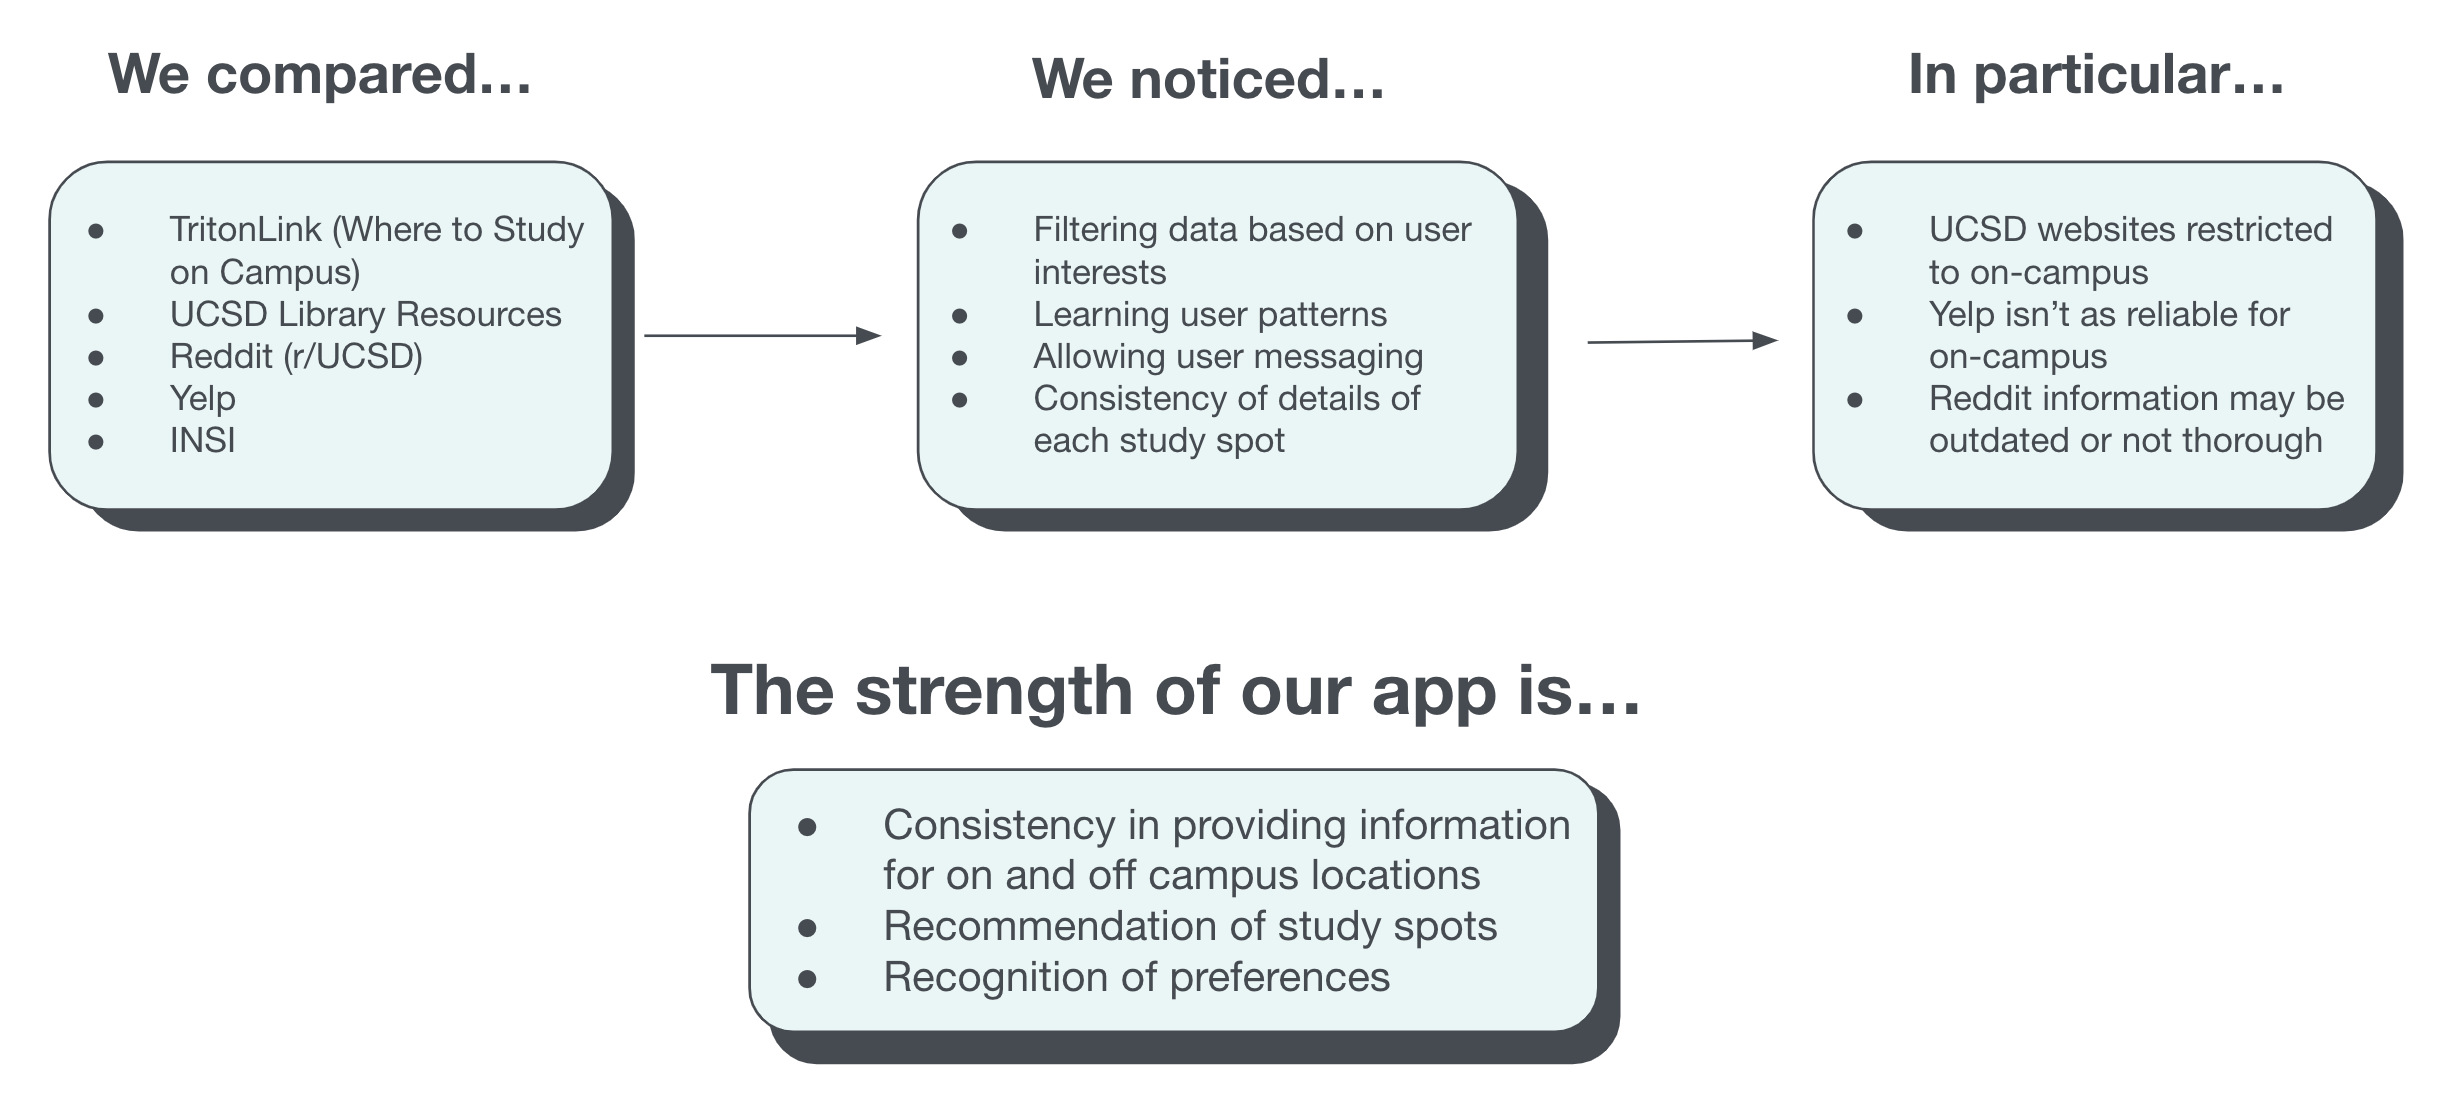 We compared…
• TritonLink (Where to Study
on Campus)
• UCSD Library Resources
• Reddit (r/UCSD)
• Yelp
• INSI
We noticed…
• Filtering data based on user
interests
• Learning user patterns
• Allowing user messaging
• Consistency of details of
each study spot
In particular…
• UCSD websites restricted
to on-campus
• Yelp isn’t as reliable for
on-campus
• Reddit information may be
outdated or not thorough
The strength of our app is…
• Consistency in providing information
for on and off campus locations
• Recommendation of study spots
• Recognition of preferences